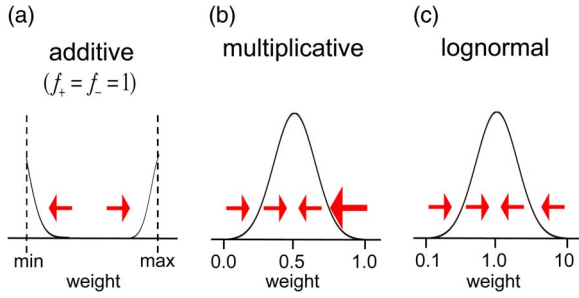 (a)
additive
(f₊ = f₋ = 1)
min
max
weight
(b)
multiplicative
0.0
0.5
1.0
weight
(c)
lognormal
0.1
1.0
10
weight